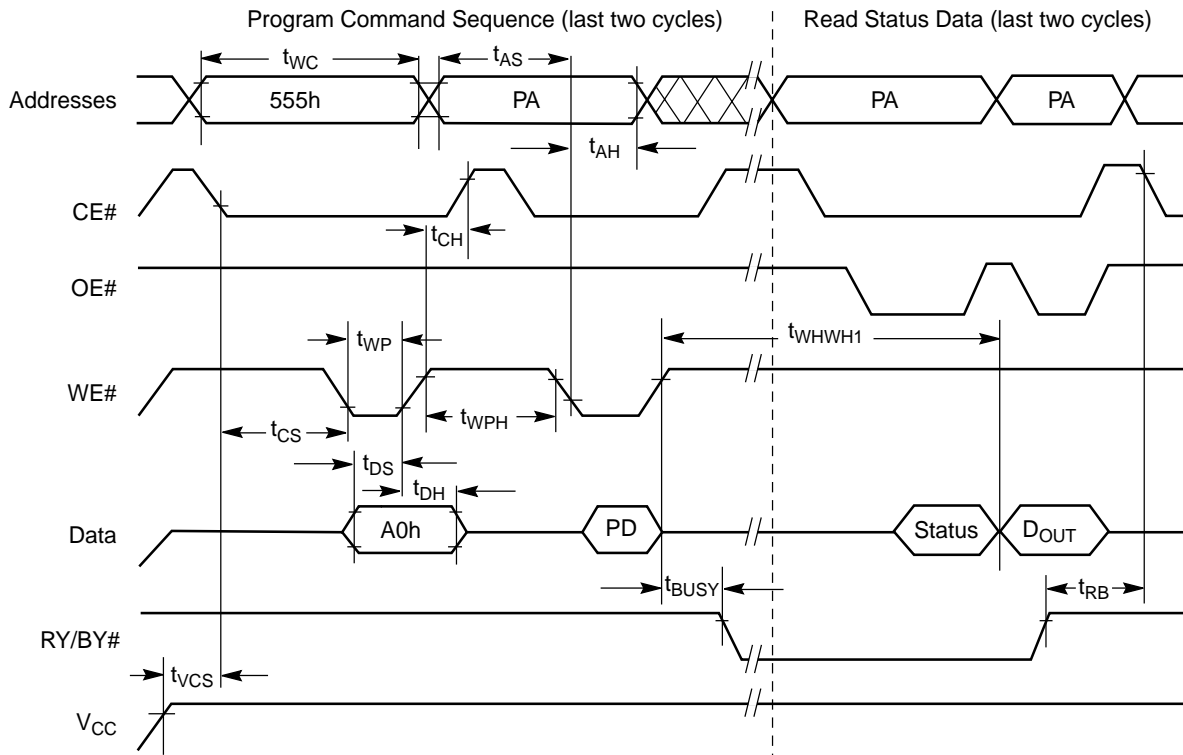 Program Command Sequence (last two cycles)
Read Status Data (last two cycles)
tWC
tAS
Addresses
555h
PA
PA
PA
tAH
CE#
tCH
OE#
tWP
tWHWH1
WE#
tCS
tWPH
tDS
tDH
Data
A0h
PD
Status
DOUT
tBUSY
tRB
RY/BY#
tVCS
VCC